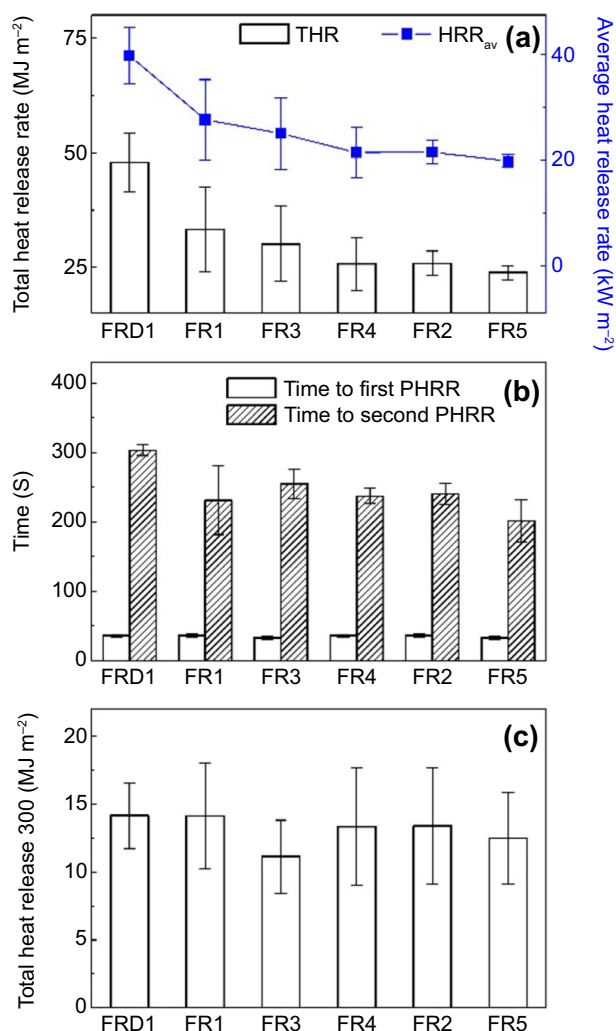 THR
HRRav
(a)
Total heat release rate (MJ m−2)
75
50
25
Average heat release rate (kW m−2)
40
20
0
FRD1 FR1 FR3 FR4 FR2 FR5
Time to first PHRR
Time to second PHRR
(b)
Time (S)
400
300
200
100
0
FRD1 FR1 FR3 FR4 FR2 FR5
(c)
Total heat release 300 (MJ m−2)
20
15
10
5
0
FRD1 FR1 FR3 FR4 FR2 FR5